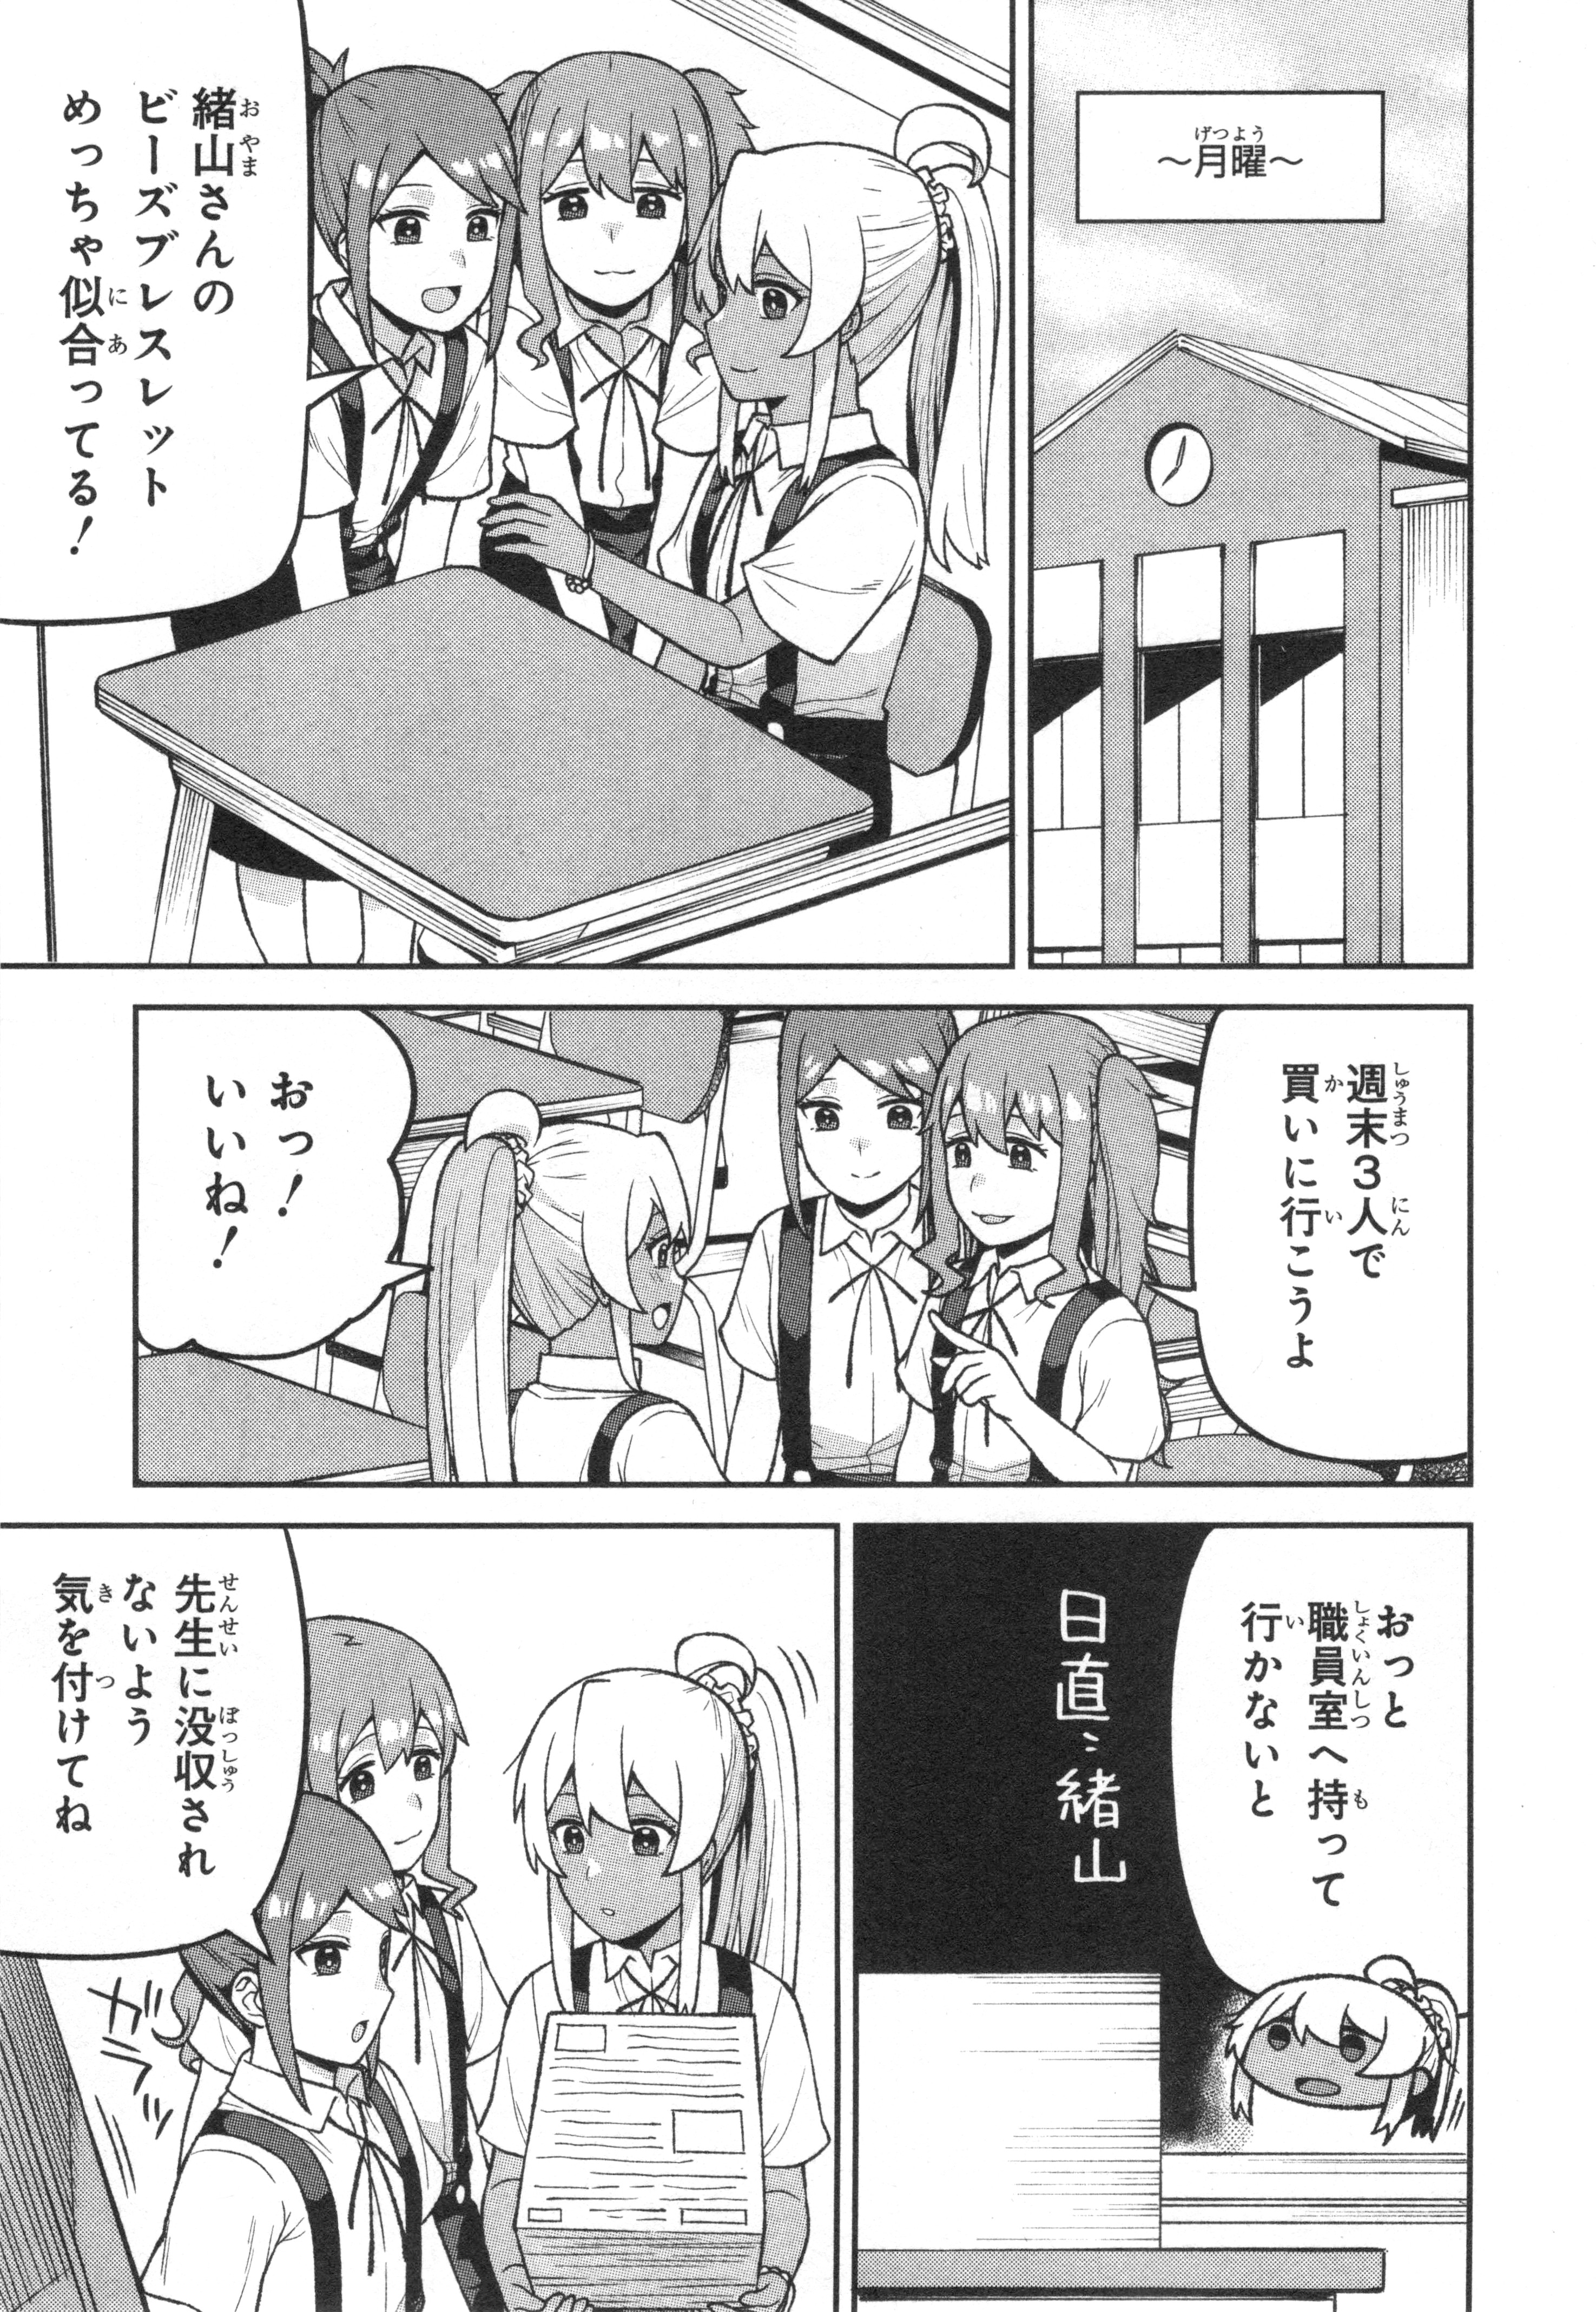 ～月曜～
緒山さんの
ビーズブレスレット
めっちゃ似合ってる！
週末3人で
買いに行こうよ
おっ！
いいね！
おっと
職員室へ持って
行かないと
日直：緒山
先生に没収され
ないよう
気を付けてね
ガラッ